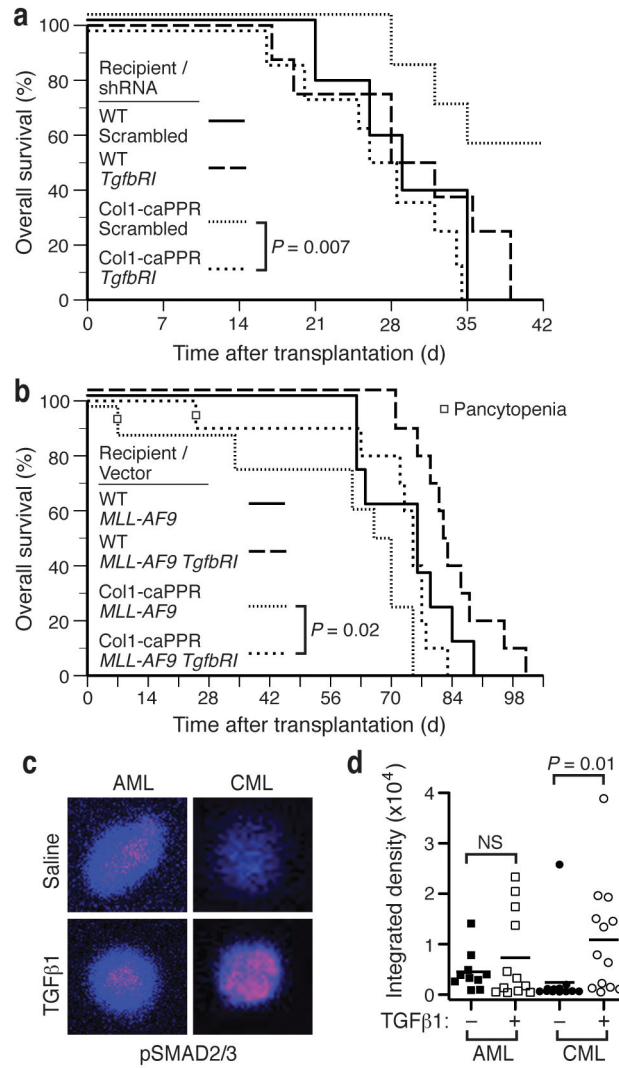 a
Overall survival (%)
100
80
60
40
20
0
Recipient /
shRNA
WT
Scrambled
WT
TgfbRI
Col1-caPPR
Scrambled
Col1-caPPR
TgfbRI
P = 0.007
0 7 14 21 28 35 42
Time after transplantation (d)
b
Overall survival (%)
100
80
60
40
20
0
Pancytopenia
Recipient /
Vector
WT
MLL-AF9
WT
MLL-AF9 TgfbRI
Col1-caPPR
MLL-AF9
Col1-caPPR
MLL-AF9 TgfbRI
P = 0.02
0 14 28 42 56 70 84 98
Time after transplantation (d)
c
AML CML
Saline
TGFβ1
pSMAD2/3
d
Integrated density (x10⁴)
4
3
2
1
0
NS
P = 0.01
TGFβ1: – + – +
AML CML